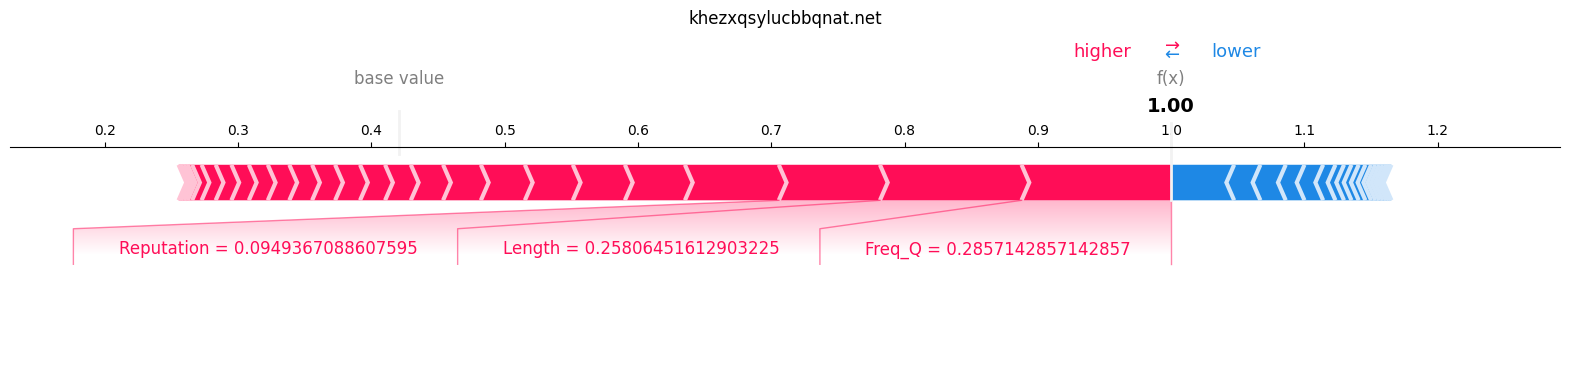 khezxqsylucbbqnat.net
higher → ← lower
base value f(x)
1.00
0.2 0.3 0.4 0.5 0.6 0.7 0.8 0.9 1.0 1.1 1.2
Reputation = 0.0949367088607595 Length = 0.25806451612903225 Freq_Q = 0.2857142857142857